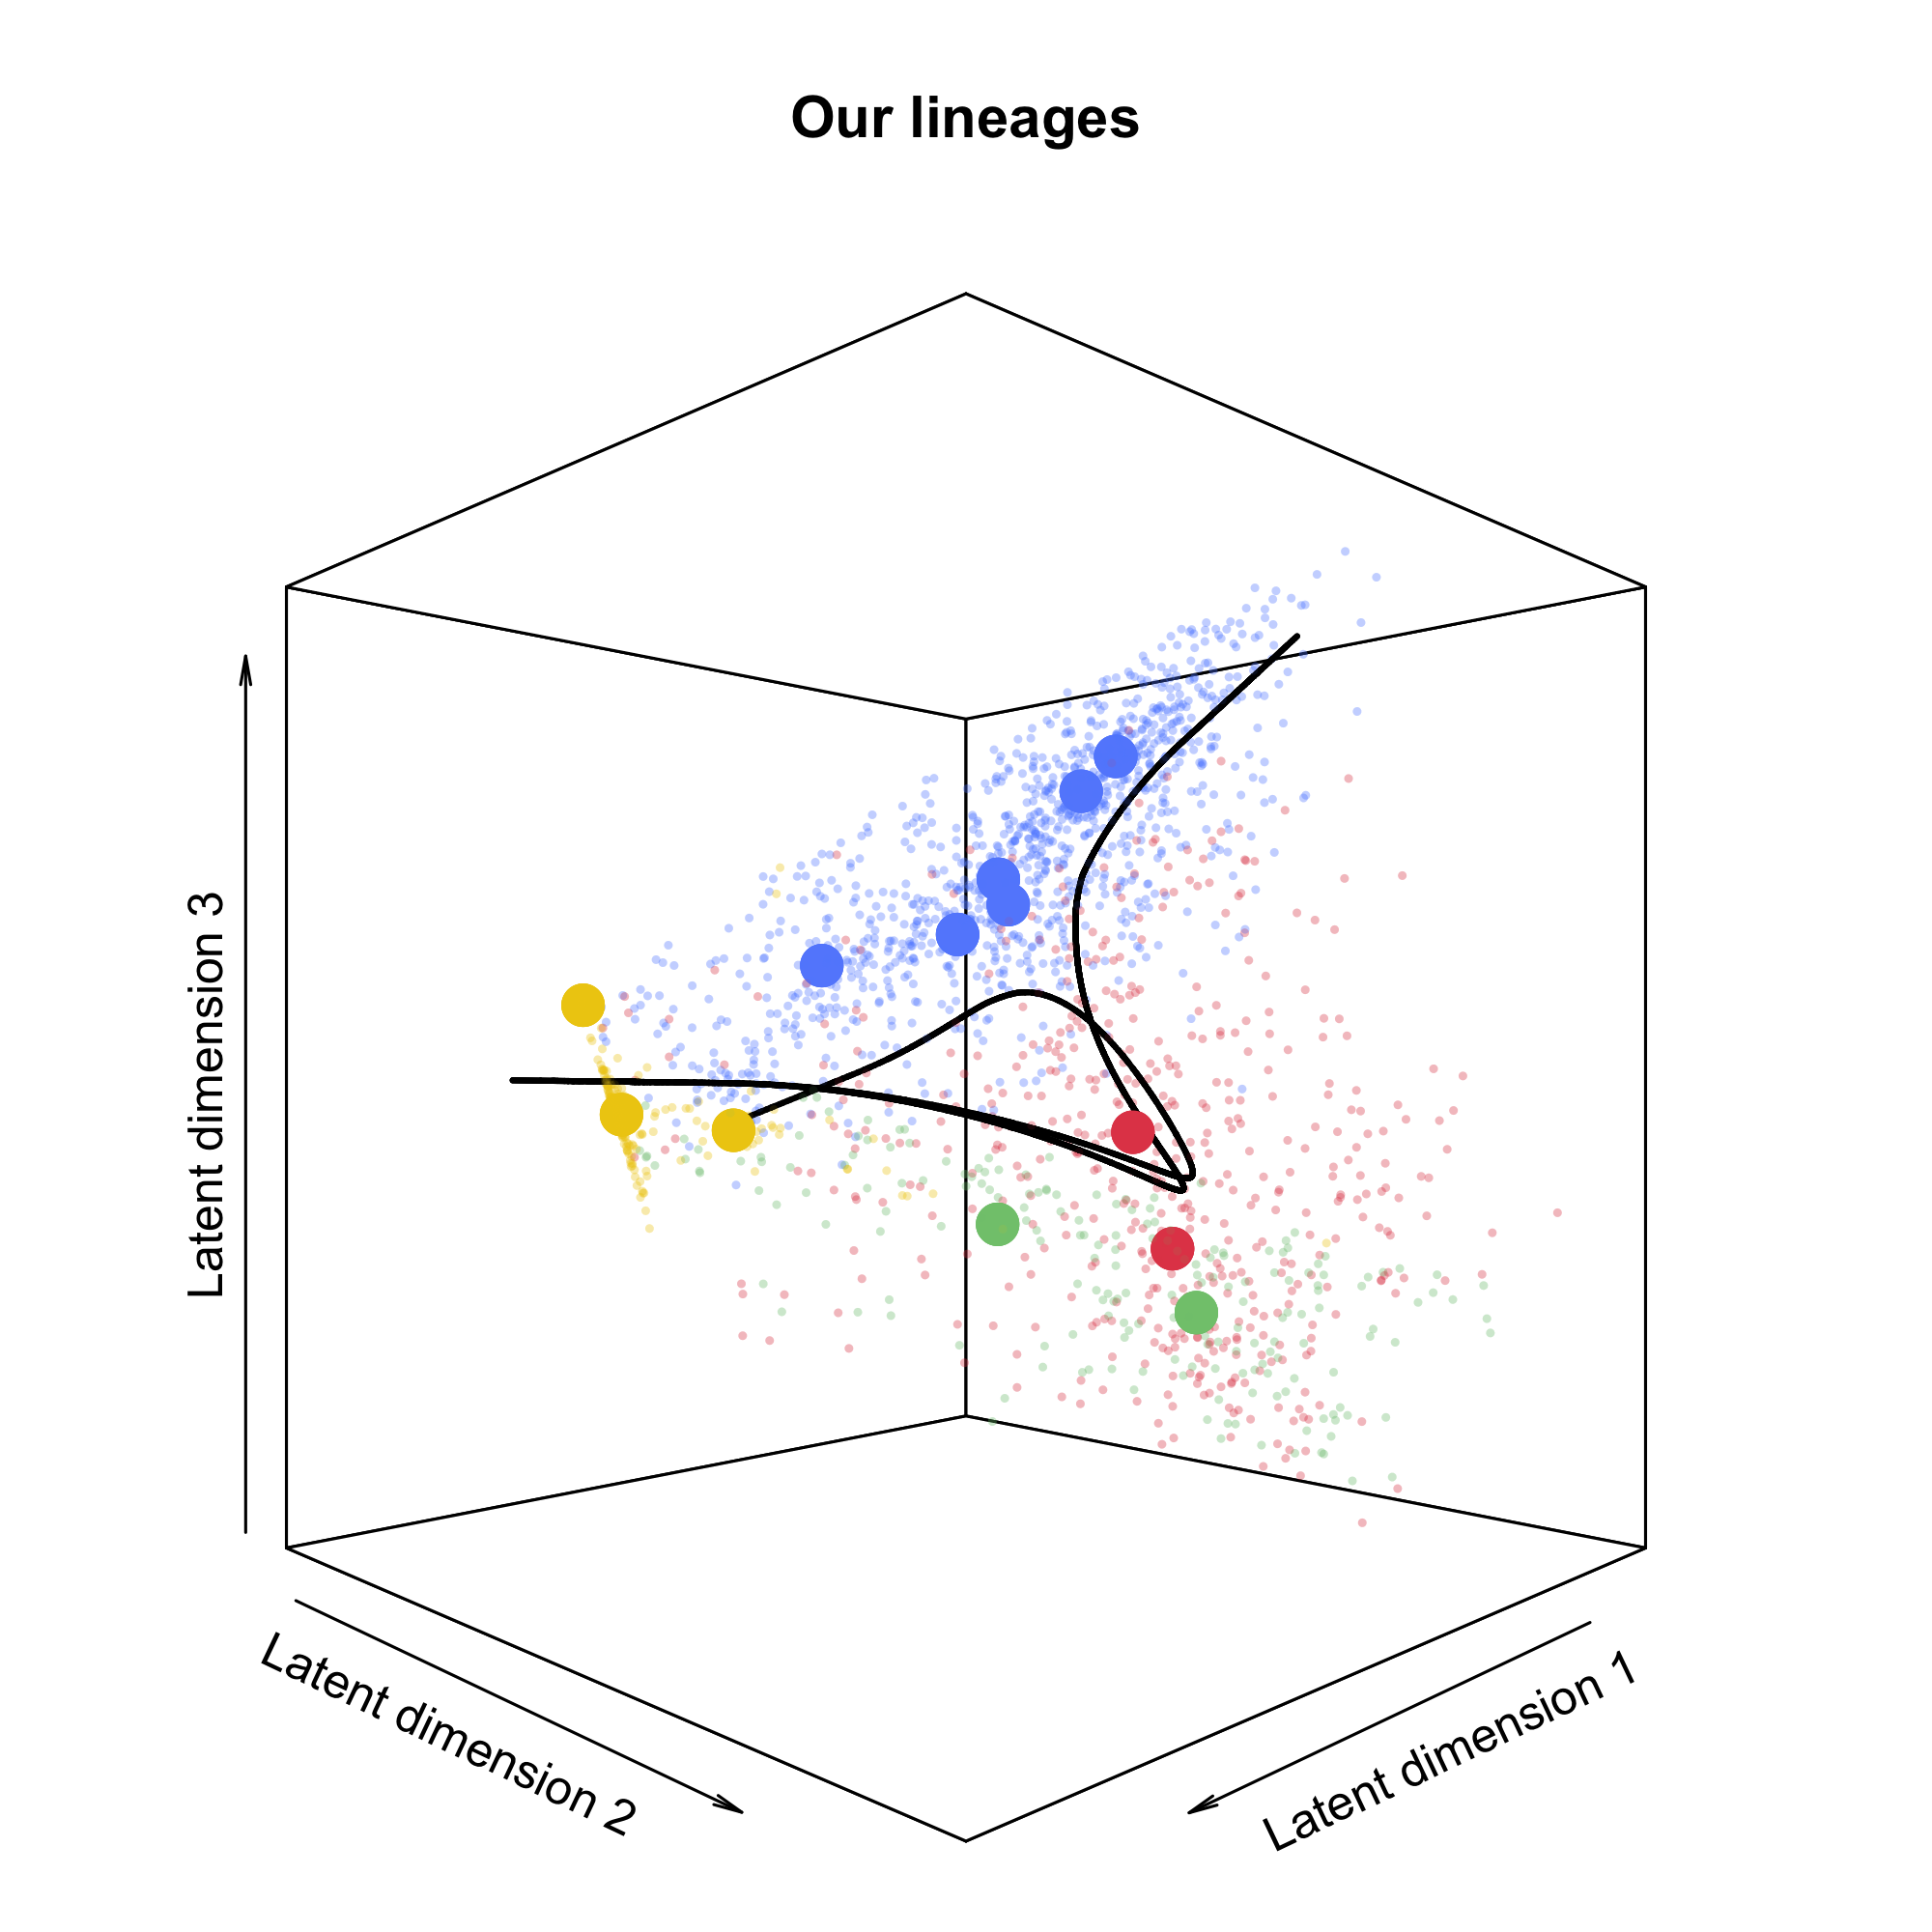 Our lineages
Latent dimension 3
Latent dimension 2
Latent dimension 1